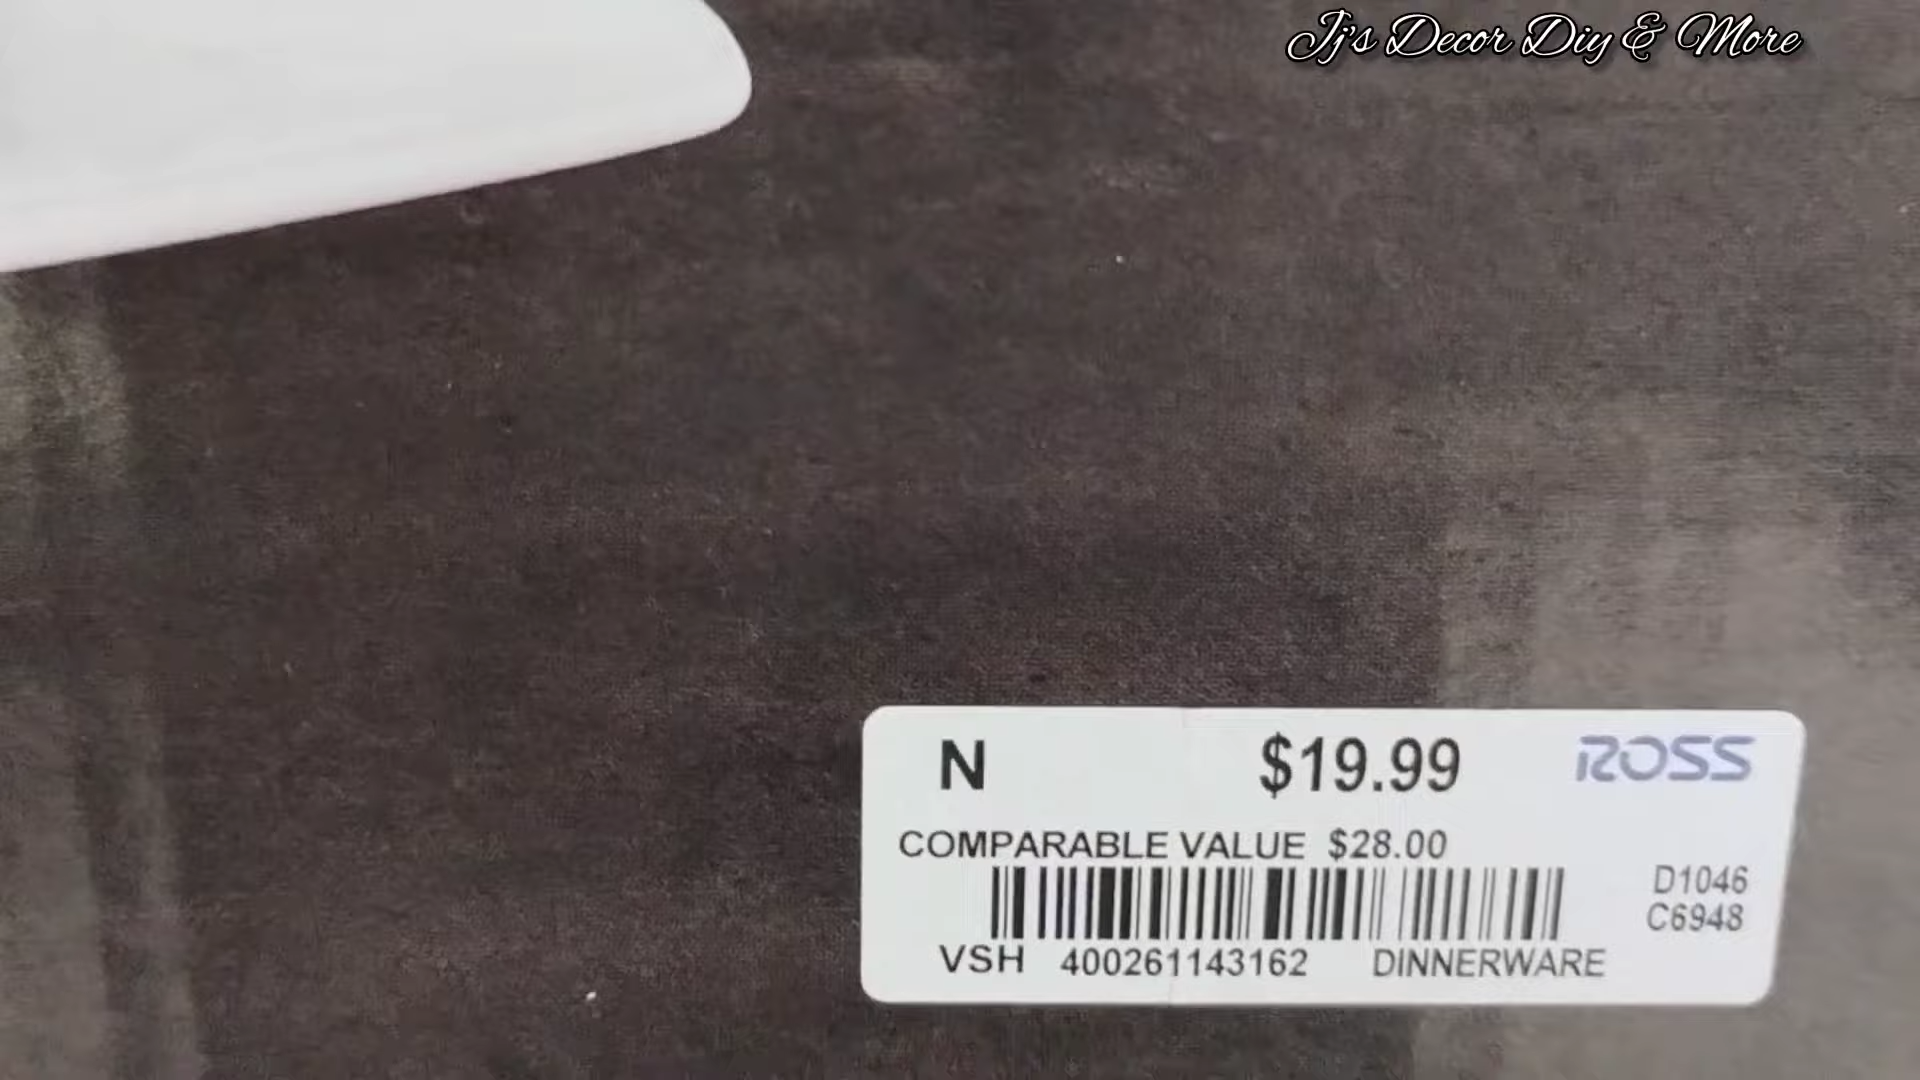 Jj's Decor Diy & More
N $19.99 ROSS
COMPARABLE VALUE $28.00
D1046
C6948
VSH 400261143162 DINNERWARE